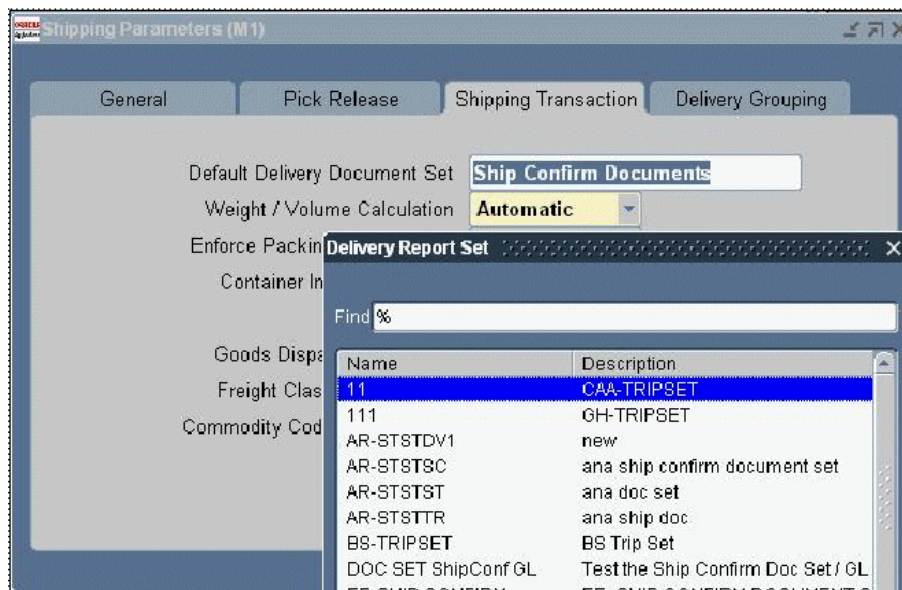 Shipping Parameters (M1)
General
Pick Release
Shipping Transaction
Delivery Grouping
Default Delivery Document Set
Ship Confirm Documents
Weight / Volume Calculation
Automatic
Enforce Packin
Container In
Goods Dispa
Freight Clas
Commodity Cod
Delivery Report Set
Find %
Name Description
11 CAA-TRIPSET
111 GH-TRIPSET
AR-STSTDV1 new
AR-STSTSC ana ship confirm document set
AR-STSTST ana doc set
AR-STSTTR ana ship doc
BS-TRIPSET BS Trip Set
DOC SET ShipConf GL Test the Ship Confirm Doc Set / GL